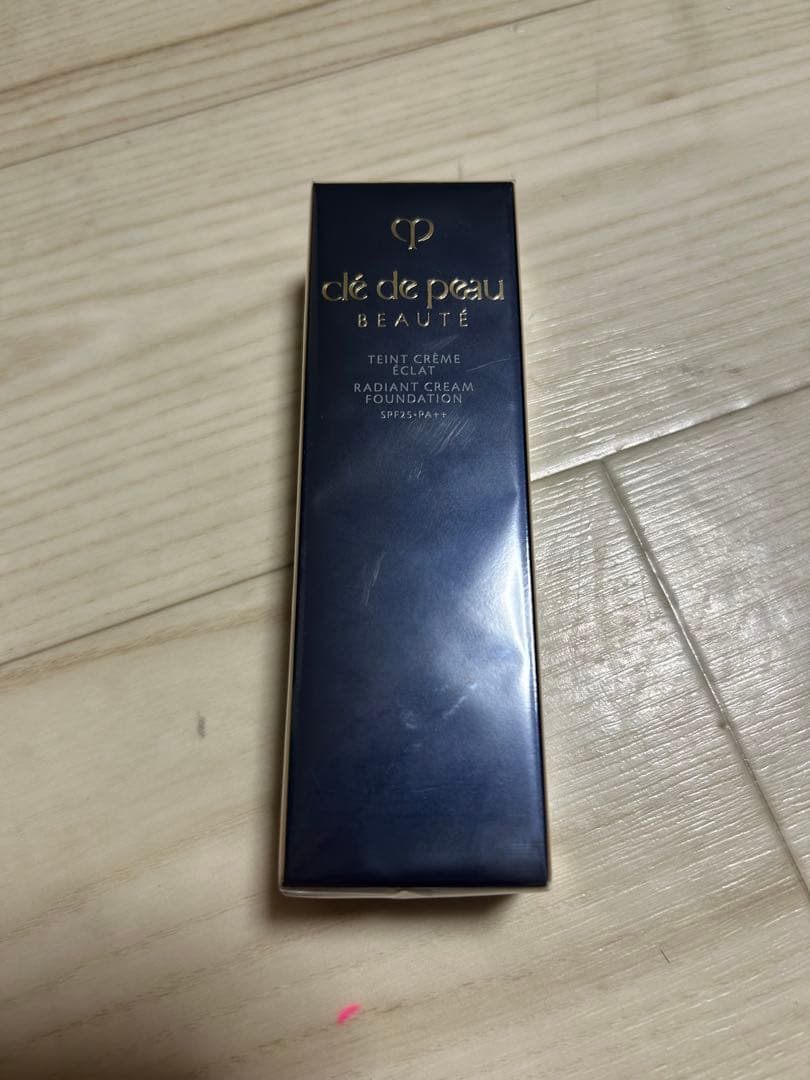 clé de peau
BEAUTÉ
TEINT CRÈME
ÉCLAT
RADIANT CREAM
FOUNDATION
SPF25・PA++